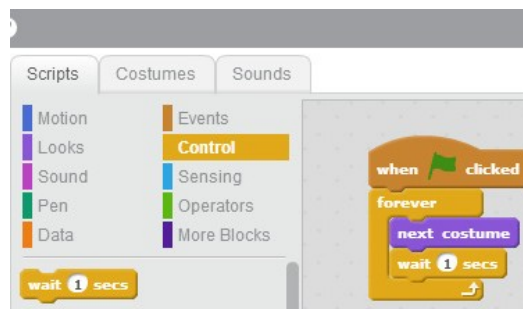 Scripts Costumes Sounds
Motion Events
Looks Control
Sound Sensing
Pen Operators
Data More Blocks
wait 1 secs
when clicked
forever
next costume
wait 1 secs